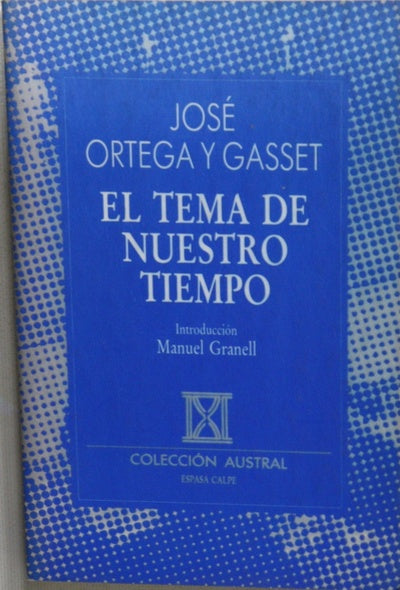 JOSÉ
ORTEGA Y GASSET
EL TEMA DE
NUESTRO
TIEMPO
Introducción
Manuel Granell
COLECCIÓN AUSTRAL
ESPASA CALPE